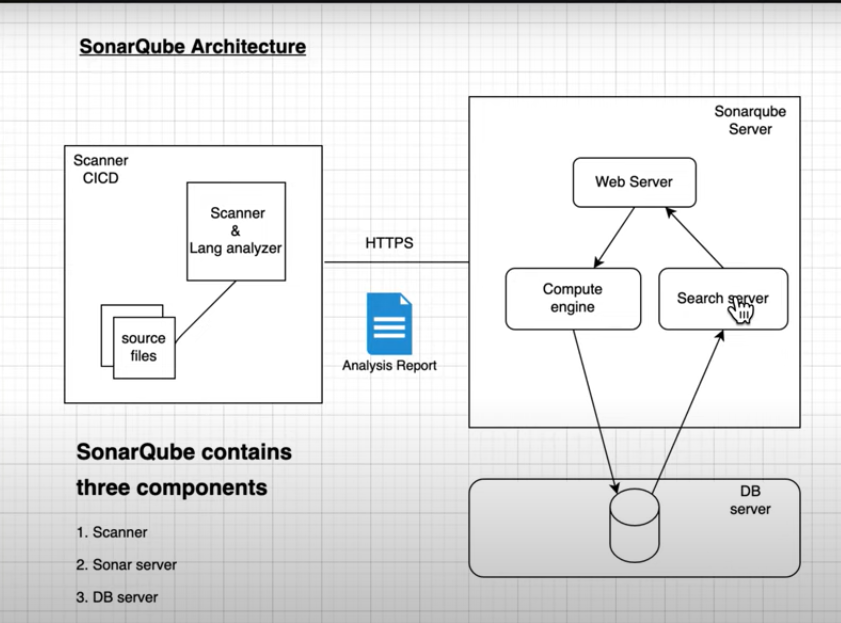 SonarQube Architecture
Scanner
CICD
Scanner
&
Lang analyzer
source
files
HTTPS
Analysis Report
Sonarqube
Server
Web Server
Compute
engine
Search server
DB
server
SonarQube contains
three components
1. Scanner
2. Sonar server
3. DB server